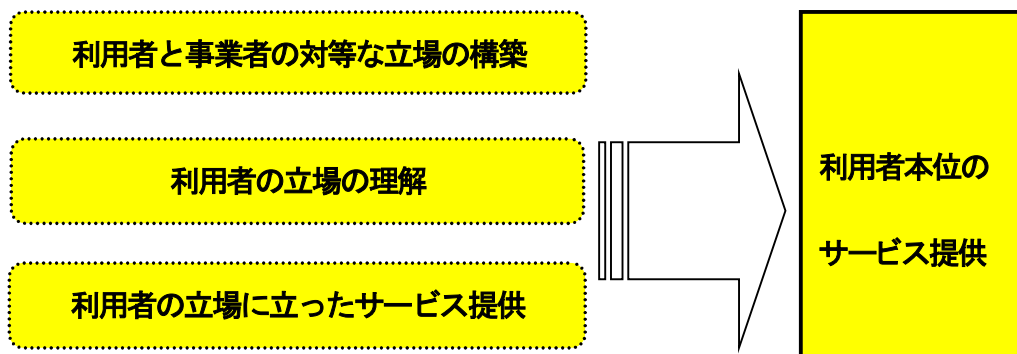 利用者と事業者の対等な立場の構築
利用者の立場の理解
利用者の立場に立ったサービス提供
利用者本位の
サービス提供